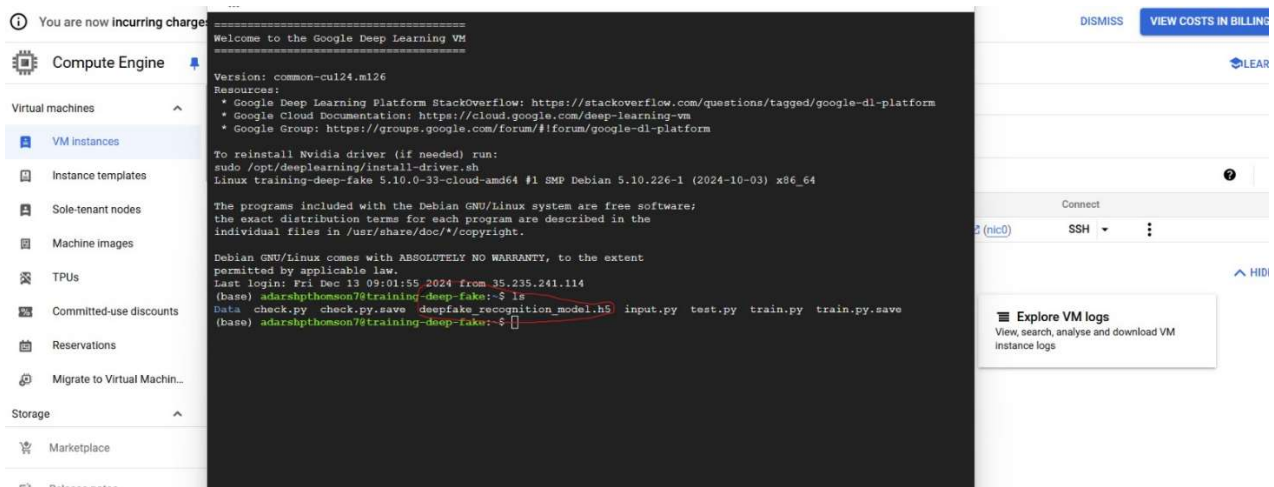 You are now incurring charge
DISMISS
VIEW COSTS IN BILLING
Compute Engine
LEAR
Virtual machines
VM instances
Instance templates
Sole-tenant nodes
Machine images
TPUs
Committed-use discounts
Reservations
Migrate to Virtual Machin...
Storage
Marketplace
========================================
Welcome to the Google Deep Learning VM
========================================
Version: common-cu124.m126
Resources:
* Google Deep Learning Platform StackOverflow: https://stackoverflow.com/questions/tagged/google-dl-platform
* Google Cloud Documentation: https://cloud.google.com/deep-learning-vm
* Google Group: https://groups.google.com/forum/#!forum/google-dl-platform
To reinstall Nvidia driver (if needed) run:
sudo /opt/deeplearning/install-driver.sh
Linux training-deep-fake 5.10.0-33-cloud-amd64 #1 SMP Debian 5.10.226-1 (2024-10-03) x86_64
The programs included with the Debian GNU/Linux system are free software;
the exact distribution terms for each program are described in the
individual files in /usr/share/doc/*/copyright.
Debian GNU/Linux comes with ABSOLUTELY NO WARRANTY, to the extent
permitted by applicable law.
Last login: Fri Dec 13 09:01:55 2024 from 35.235.241.114
(base) adarshpthomson7@training-deep-fake:~$ ls
Data check.py check.py.save deepfake_recognition_model.h5 input.py test.py train.py train.py.save
(base) adarshpthomson7@training-deep-fake:~$
Connect
(nic0)
SSH
HID
Explore VM logs
View, search, analyse and download VM
instance logs